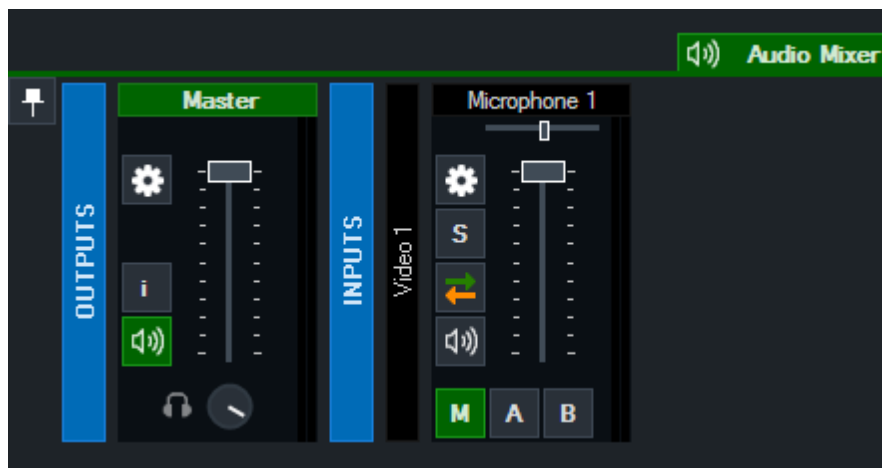 Audio Mixer
OUTPUTS
Master
i
INPUTS
Video 1
Microphone 1
S
M A B